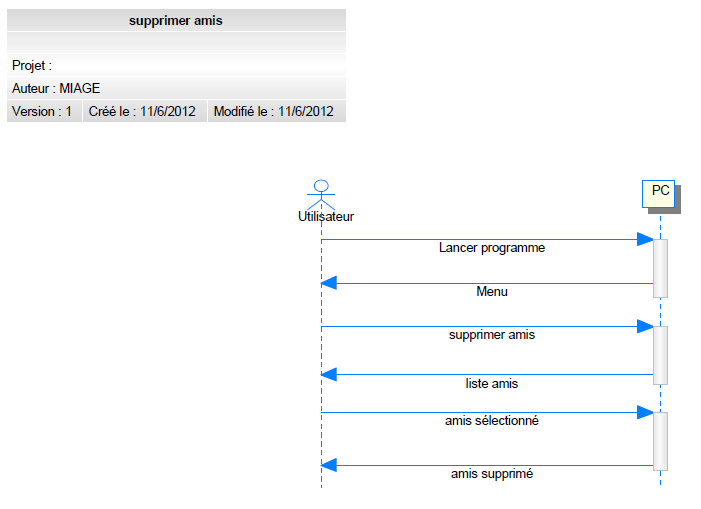 supprimer amis
Projet :
Auteur : MIAGE
Version : 1 Créé le : 11/6/2012 Modifié le : 11/6/2012
Utilisateur PC
Lancer programme
Menu
supprimer amis
liste amis
amis sélectionné
amis supprimé